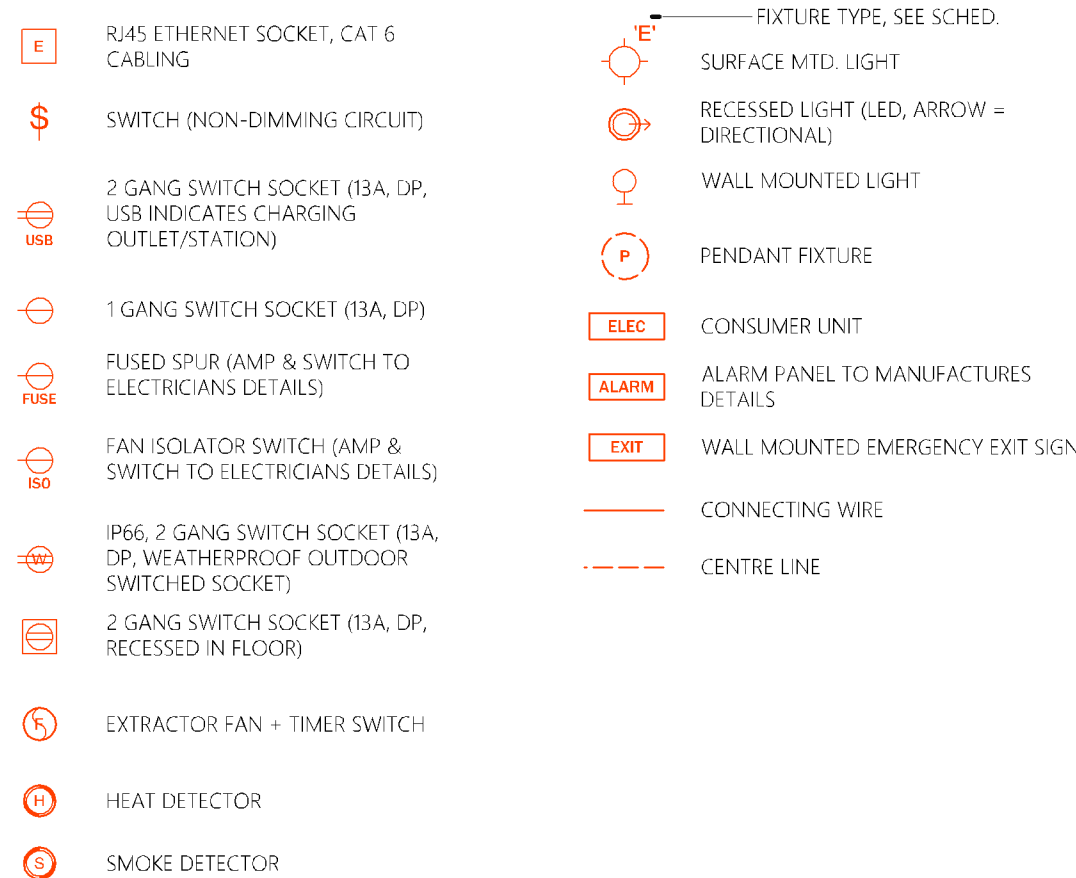 E
RJ45 ETHERNET SOCKET, CAT 6
CABLING
$
SWITCH (NON-DIMMING CIRCUIT)
USB
2 GANG SWITCH SOCKET (13A, DP,
USB INDICATES CHARGING
OUTLET/STATION)
1 GANG SWITCH SOCKET (13A, DP)
FUSE
FUSED SPUR (AMP & SWITCH TO
ELECTRICIANS DETAILS)
ISO
FAN ISOLATOR SWITCH (AMP &
SWITCH TO ELECTRICIANS DETAILS)
W
IP66, 2 GANG SWITCH SOCKET (13A,
DP, WEATHERPROOF OUTDOOR
SWITCHED SOCKET)
2 GANG SWITCH SOCKET (13A, DP,
RECESSED IN FLOOR)
F
EXTRACTOR FAN + TIMER SWITCH
H
HEAT DETECTOR
S
SMOKE DETECTOR
FIXTURE TYPE, SEE SCHED.
'E'
SURFACE MTD. LIGHT
RECESSED LIGHT (LED, ARROW =
DIRECTIONAL)
WALL MOUNTED LIGHT
P
PENDANT FIXTURE
ELEC
CONSUMER UNIT
ALARM
ALARM PANEL TO MANUFACTURES
DETAILS
EXIT
WALL MOUNTED EMERGENCY EXIT SIGN
CONNECTING WIRE
CENTRE LINE